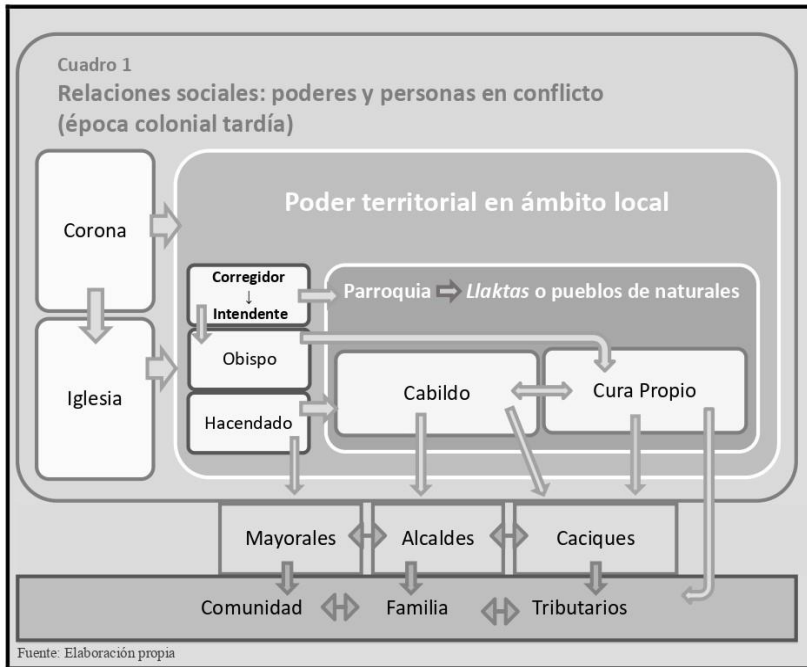 Cuadro 1
Relaciones sociales: poderes y personas en conflicto
(época colonial tardía)
Poder territorial en ámbito local
Corona
Iglesia
Corregidor
↓
Intendente
Obispo
Hacendado
Parroquia ⇨ Llaktas o pueblos de naturales
Cabildo
Cura Propio
Mayorales
Alcaldes
Caciques
Comunidad
Familia
Tributarios
Fuente: Elaboración propia